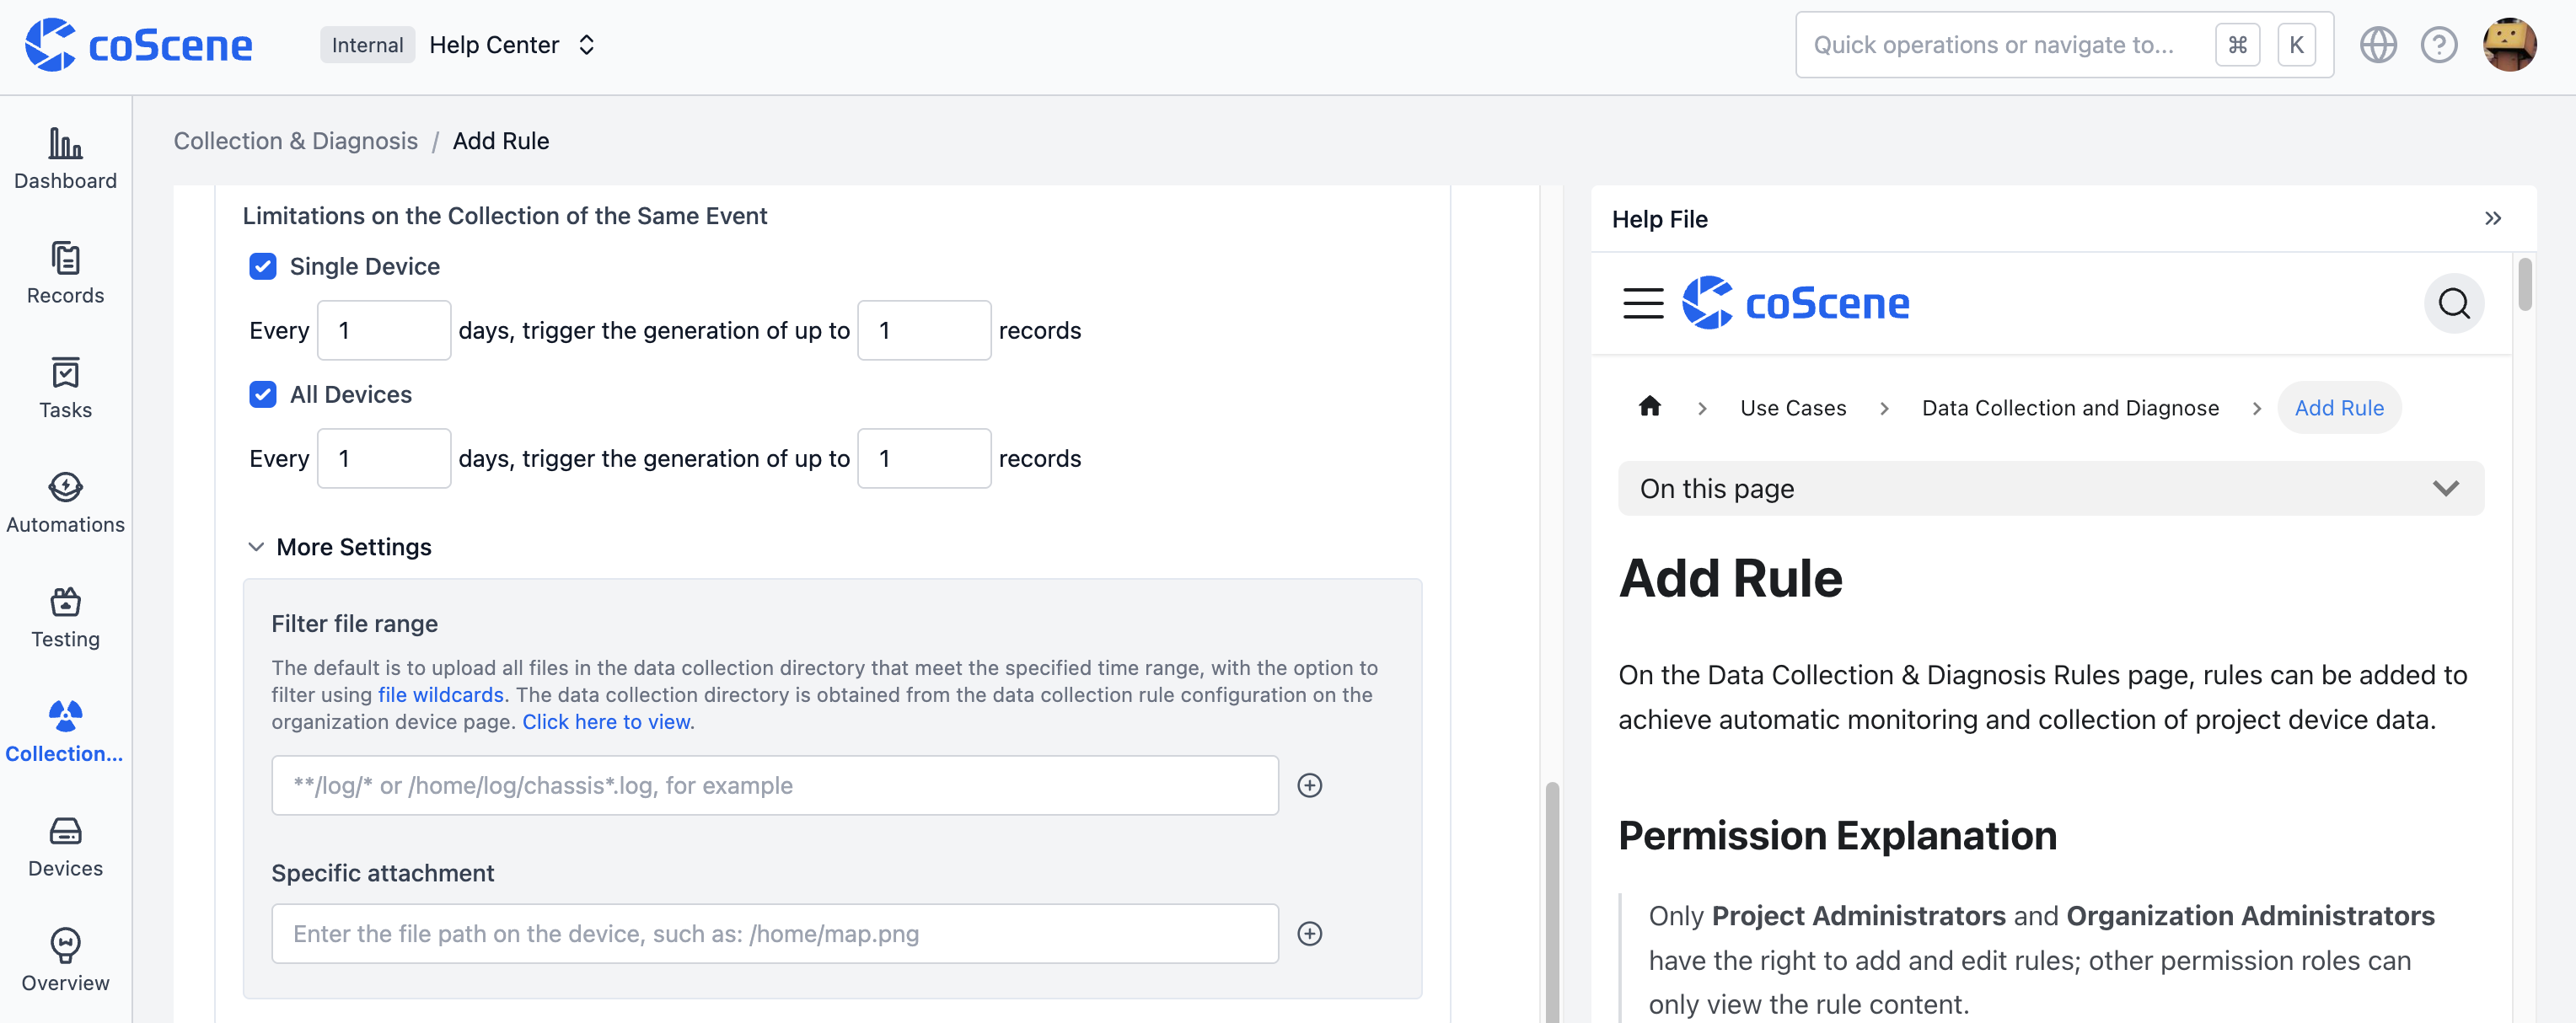 coScene
Internal Help Center
Quick operations or navigate to... ⌘ K
Dashboard
Records
Tasks
Automations
Testing
Collection...
Devices
Overview
Collection & Diagnosis / Add Rule
Limitations on the Collection of the Same Event
Single Device
Every 1 days, trigger the generation of up to 1 records
All Devices
Every 1 days, trigger the generation of up to 1 records
More Settings
Filter file range
The default is to upload all files in the data collection directory that meet the specified time range, with the option to
filter using file wildcards. The data collection directory is obtained from the data collection rule configuration on the
organization device page. Click here to view.
**/log/* or /home/log/chassis*.log, for example
Specific attachment
Enter the file path on the device, such as: /home/map.png
Help File
coScene
Use Cases > Data Collection and Diagnose > Add Rule
On this page
Add Rule
On the Data Collection & Diagnosis Rules page, rules can be added to
achieve automatic monitoring and collection of project device data.
Permission Explanation
Only Project Administrators and Organization Administrators
have the right to add and edit rules; other permission roles can
only view the rule content.